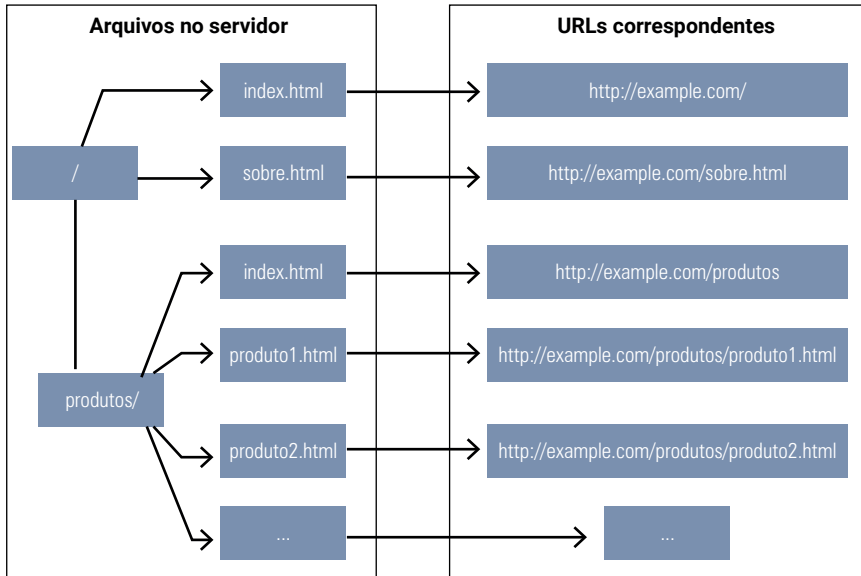 Arquivos no servidor
URLs correspondentes
index.html
http://example.com/
/
sobre.html
http://example.com/sobre.html
index.html
http://example.com/produtos
produto1.html
http://example.com/produtos/produto1.html
produtos/
produto2.html
http://example.com/produtos/produto2.html
...
...